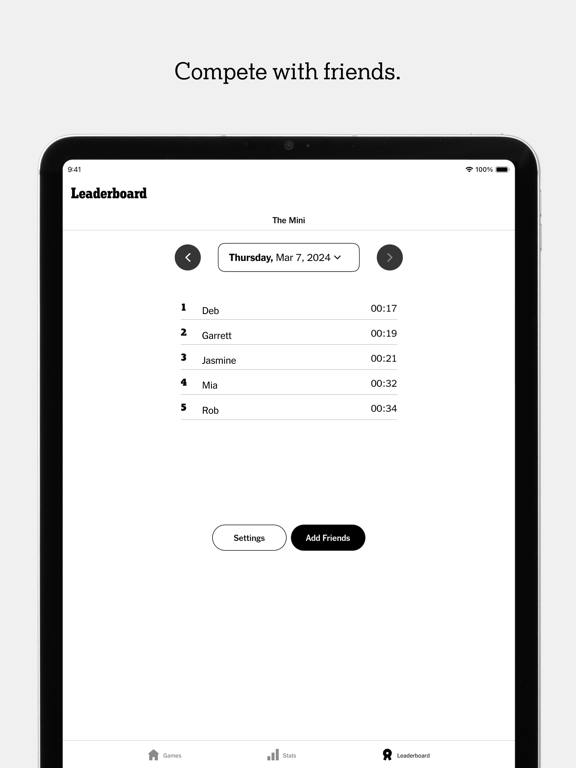 Compete with friends.
9:41
100%
Leaderboard
The Mini
Thursday, Mar 7, 2024
1 Deb 00:17
2 Garrett 00:19
3 Jasmine 00:21
4 Mia 00:32
5 Rob 00:34
Settings Add Friends
Games Stats Leaderboard